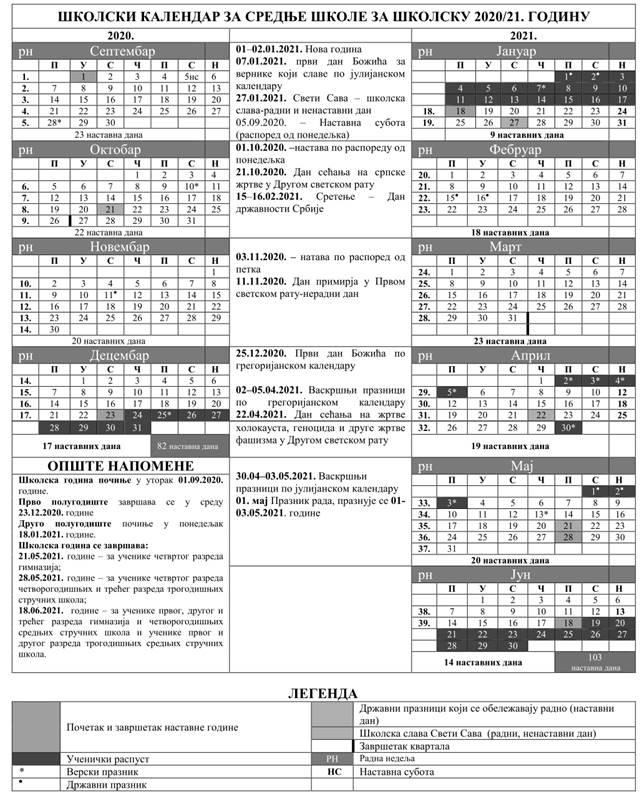 ШКОЛСКИ КАЛЕНДАР ЗА СРЕДЊЕ ШКОЛЕ ЗА ШКОЛСКУ 2020/21. ГОДИНУ
2020.
рн Септембар
П У С Ч П С Н
1. 1 2 3 4 5нс 6
2. 7 8 9 10 11 12 13
3. 14 15 16 17 18 19 20
4. 21 22 23 24 25 26 27
5. 28* 29 30
23 наставна дана
рн Октобар
П У С Ч П С Н
1 2 3 4
6. 5 6 7 8 9 10* 11
7. 12 13 14 15 16 17 18
8. 19 20 21 22 23 24 25
9. 26 27 28 29 30 31
22 наставна дана
рн Новембар
П У С Ч П С Н
1
10. 2 3 4 5 6 7 8
11. 9 10 11• 12 13 14 15
12. 16 17 18 19 20 21 22
13. 23 24 25 26 27 28 29
14. 30
20 наставних дана
рн Децембар
П У С Ч П С Н
14. 1 2 3 4 5 6
15. 7 8 9 10 11 12 13
16. 14 15 16 17 18 19 20
17. 21 22 23 24 25* 26 27
28 29 30 31
17 наставних дана 82 наставна дана
ОПШТЕ НАПОМЕНЕ
Школска година почиње у уторак 01.09.2020.
године.
Прво полугодиште завршава се у среду
23.12.2020. године
Друго полугодиште почиње у понедељак
18.01.2021. године.
Школска година се завршава:
21.05.2021. године – за ученике четвртог разреда
гимназија;
28.05.2021. године – за ученике четвртог разреда
четворогодишњих и трећег разреда трогодишњих
стручних школа;
18.06.2021. године – за ученике првог, другог и
трећег разреда гимназија и четворогодишњих
средњих стручних школа и ученике првог и
другог разреда трогодишњих средњих стручних
школа.
01–02.01.2021. Нова година
07.01.2021. први дан Божића за
вернике који славе по јулијанском
календару
27.01.2021. Свети Сава – школска
слава-радни и ненаставни дан
05.09.2020. – Наставна субота
(распоред од понедељка)
01.10.2020. –настава по распореду од
понедељка
21.10.2020. Дан сећања на српске
жртве у Другом светском рату
15–16.02.2021. Сретење – Дан
државности Србије
03.11.2020. – натава по распоред од
петка
11.11.2020. Дан примирја у Првом
светском рату-нерадни дан
25.12.2020. Први дан Божића по
грегоријанском календару
02–05.04.2021. Васкршњи празници
по грегоријанском календару
22.04.2021. Дан сећања на жртве
холокауста, геноцида и друге жртве
фашизма у Другом светском рату
30.04–03.05.2021. Васкршњи
празници по јулијанском календару
01. мај Празник рада, празнује се 01-
03.05.2021. године
2021.
рн Јануар
П У С Ч П С Н
1• 2• 3
4 5 6 7* 8 9 10
11 12 13 14 15 16 17
18. 18 19 20 21 22 23 24
19. 25 26 27 28 29 30 31
9 наставних дана
рн Фебруар
П У С Ч П С Н
20. 1 2 3 4 5 6 7
21. 8 9 10 11 12 13 14
22. 15• 16• 17 18 19 20 21
23. 22 23 24 25 26 27 28
18 наставних дана
рн Март
П У С Ч П С Н
24. 1 2 3 4 5 6 7
25. 8 9 10 11 12 13 14
26. 15 16 17 18 19 20 21
27. 22 23 24 25 26 27 28
28. 29 30 31
23 наставна дана
рн Април
П У С Ч П С Н
1 2* 3* 4*
29. 5* 6 7 8 9 10 11
30. 12 13 14 15 16 17 18
31. 19 20 21 22 23 24 25
32. 26 27 28 29 30*
19 наставних дана
рн Мај
П У С Ч П С Н
1• 2•
33. 3* 4 5 6 7 8 9
34. 10 11 12 13* 14 15 16
35. 17 18 19 20 21 22 23
36. 24 25 26 27 28 29 30
37. 31
20 наставних дана
рн Јун
П У С Ч П С Н
1 2 3 4 5 6
38. 7 8 9 10 11 12 13
39. 14 15 16 17 18 19 20
21 22 23 24 25 26 27
28 29 30
14 наставних дана 103
наставна дана
ЛЕГЕНДА
Почетак и завршетак наставне године
Ученички распуст
* Верски празник
• Државни празник
Државни празници који се обележавају радно (наставни
дан)
Школска слава Свети Сава (радни, ненаставни дан)
Завршетак квартала
РН Радна недеља
НС Наставна субота